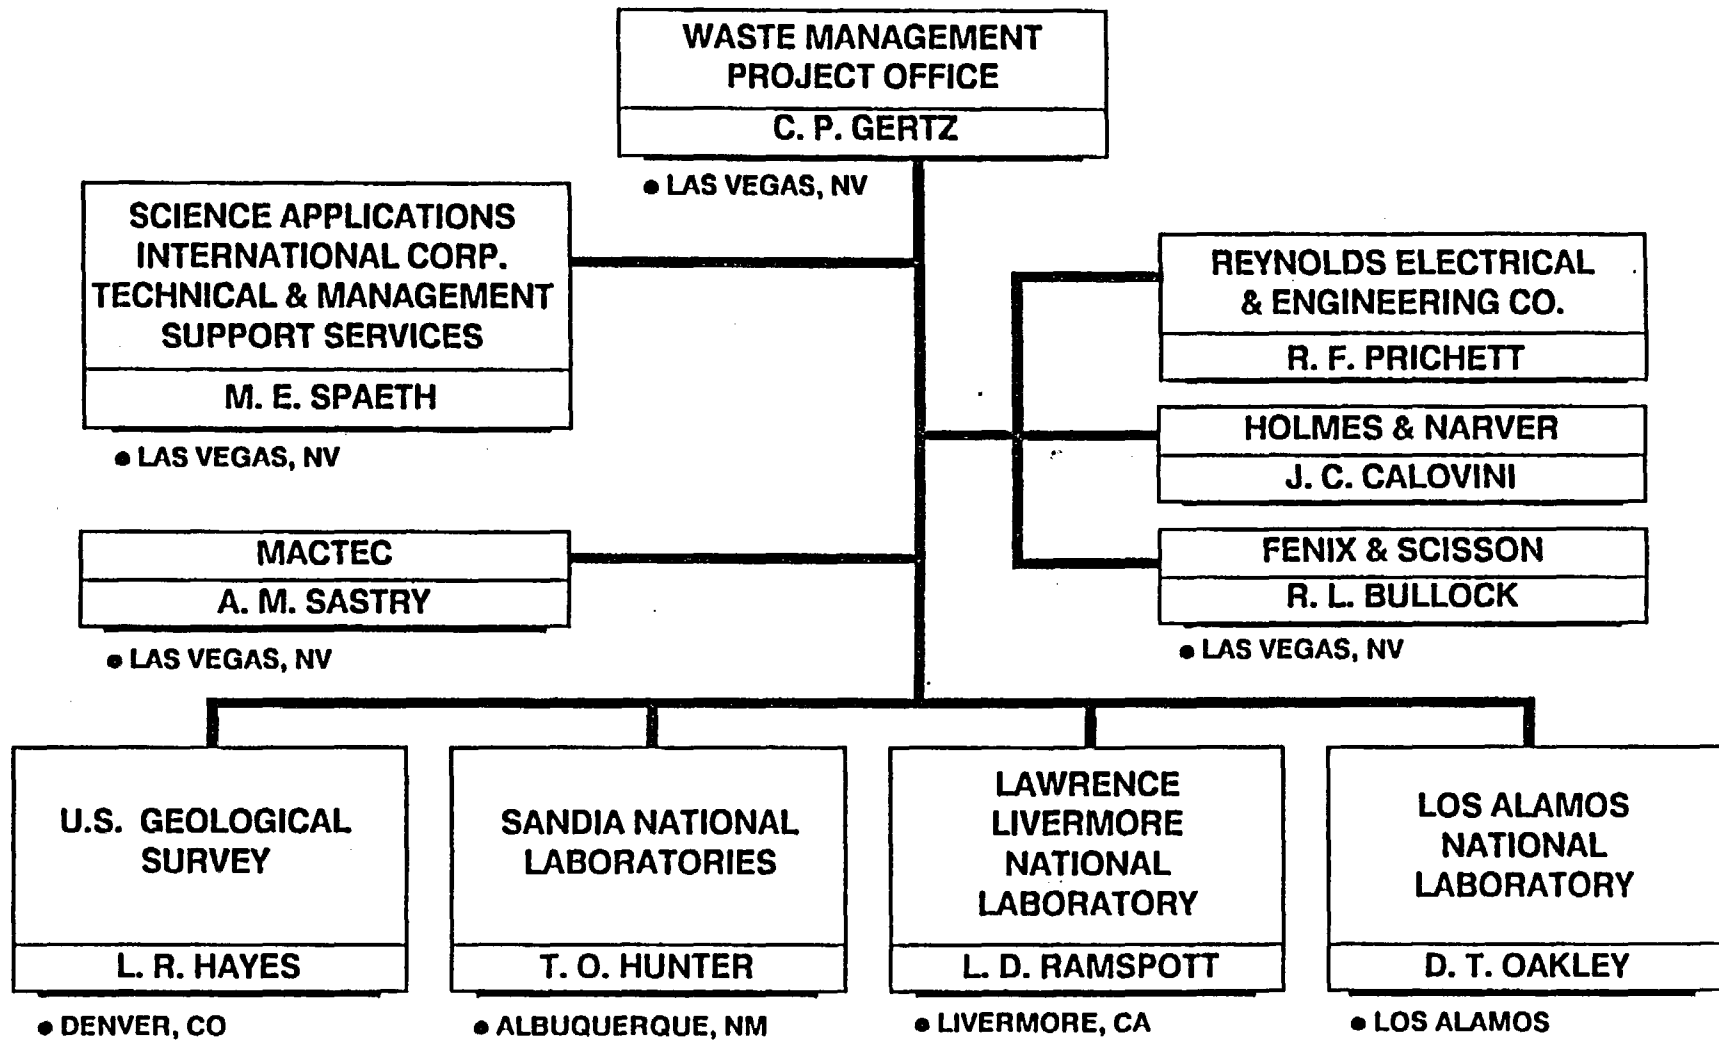 WASTE MANAGEMENT
PROJECT OFFICE
C. P. GERTZ
• LAS VEGAS, NV
SCIENCE APPLICATIONS
INTERNATIONAL CORP.
TECHNICAL & MANAGEMENT
SUPPORT SERVICES
M. E. SPAETH
• LAS VEGAS, NV
REYNOLDS ELECTRICAL
& ENGINEERING CO.
R. F. PRICHETT
HOLMES & NARVER
J. C. CALOVINI
MACTEC
A. M. SASTRY
• LAS VEGAS, NV
FENIX & SCISSON
R. L. BULLOCK
• LAS VEGAS, NV
U.S. GEOLOGICAL
SURVEY
L. R. HAYES
• DENVER, CO
SANDIA NATIONAL
LABORATORIES
T. O. HUNTER
• ALBUQUERQUE, NM
LAWRENCE
LIVERMORE
NATIONAL
LABORATORY
L. D. RAMSPOTT
• LIVERMORE, CA
LOS ALAMOS
NATIONAL
LABORATORY
D. T. OAKLEY
• LOS ALAMOS